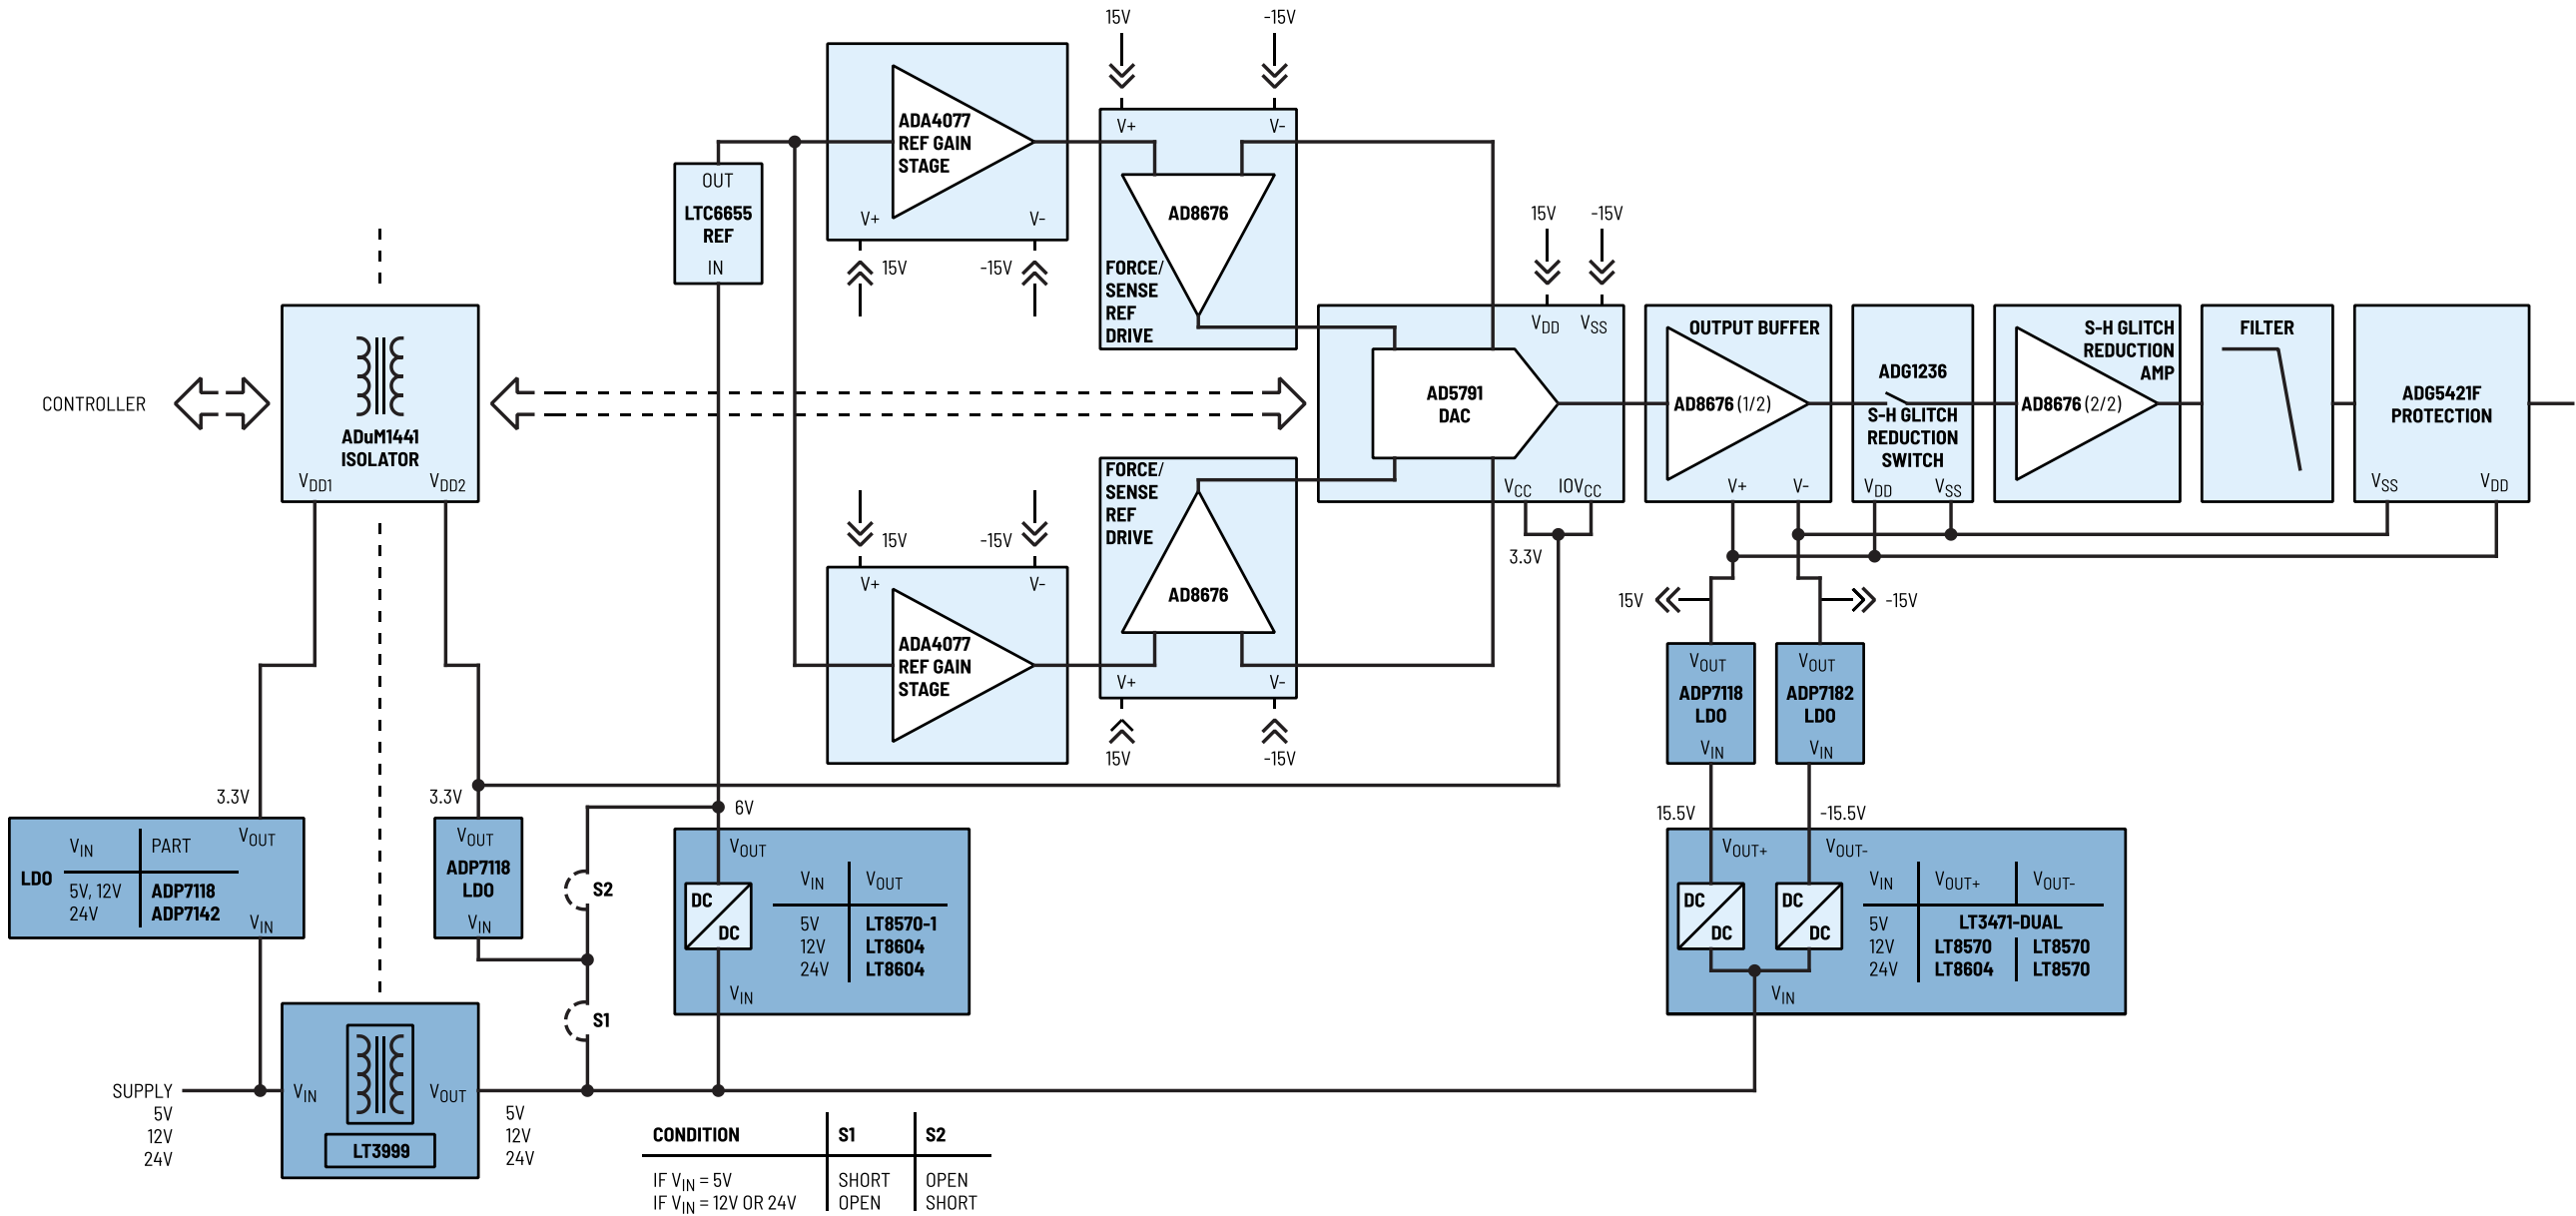 15V
-15V
ADA4077
REF GAIN
STAGE
V+
V-
15V
-15V
V+
V-
AD8676
FORCE/
SENSE
REF
DRIVE
OUT
LTC6655
REF
IN
15V
-15V
VDD
VSS
AD5791
DAC
VCC
IOVCC
3.3V
OUTPUT BUFFER
AD8676 (1/2)
V+
V-
ADG1236
S-H GLITCH
REDUCTION
SWITCH
VDD
VSS
S-H GLITCH
REDUCTION
AMP
AD8676 (2/2)
FILTER
ADG5421F
PROTECTION
VSS
VDD
CONTROLLER
ADuM1441
ISOLATOR
VDD1
VDD2
FORCE/
SENSE
REF
DRIVE
AD8676
V+
V-
15V
-15V
15V
-15V
V+
V-
ADA4077
REF GAIN
STAGE
15V
-15V
VOUT
ADP7118
LDO
VIN
VOUT
ADP7182
LDO
VIN
3.3V
LDO
VIN
PART
5V, 12V
ADP7118
24V
ADP7142
VOUT
VIN
3.3V
VOUT
ADP7118
LDO
VIN
S2
S1
6V
VOUT
DC
DC
VIN
VIN
VOUT
5V
LT8570-1
12V
LT8604
24V
LT8604
15.5V
-15.5V
VOUT+
VOUT-
DC
DC
DC
DC
VIN
VIN
VOUT+
VOUT-
5V
LT3471-DUAL
12V
LT8570
LT8570
24V
LT8604
LT8570
SUPPLY
5V
12V
24V
VIN
VOUT
LT3999
5V
12V
24V
CONDITION
S1
S2
IF VIN = 5V
SHORT
OPEN
IF VIN = 12V OR 24V
OPEN
SHORT